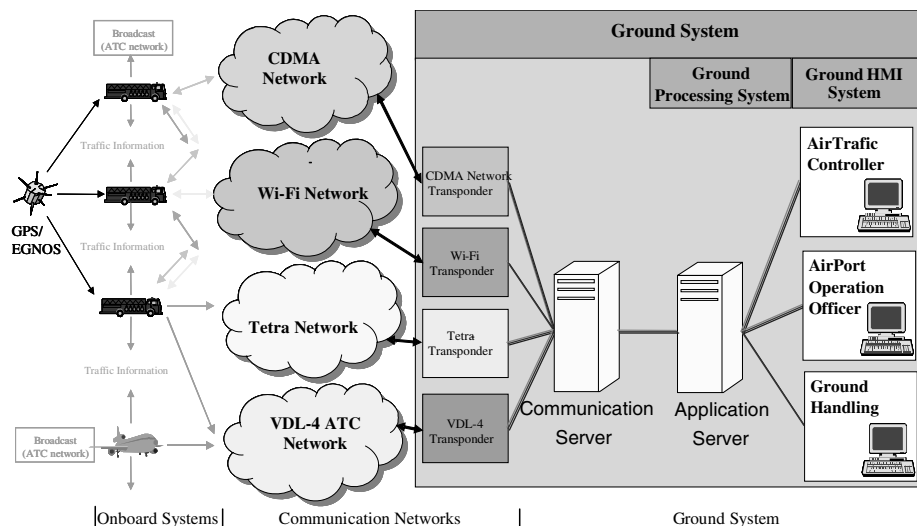 Broadcast
(ATC network)
Traffic Information
Traffic Information
GPS/
EGNOS
Traffic Information
Broadcast
(ATC network)
CDMA
Network
Wi-Fi Network
Tetra Network
VDL-4 ATC
Network
Ground System
Ground
Processing System
Ground HMI
System
CDMA Network
Transponder
Wi-Fi
Transponder
Tetra
Transponder
VDL-4
Transponder
Communication
Server
Application
Server
AirTrafic
Controller
AirPort
Operation
Officer
Ground
Handling
Onboard Systems
Communication Networks
Ground System